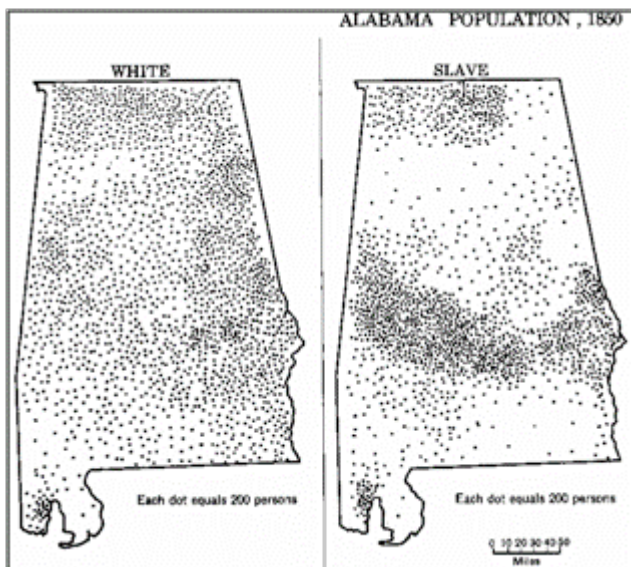 ALABAMA POPULATION, 1850
WHITE
SLAVE
Each dot equals 200 persons
Each dot equals 200 persons
0 10 20 30 40 50
Miles